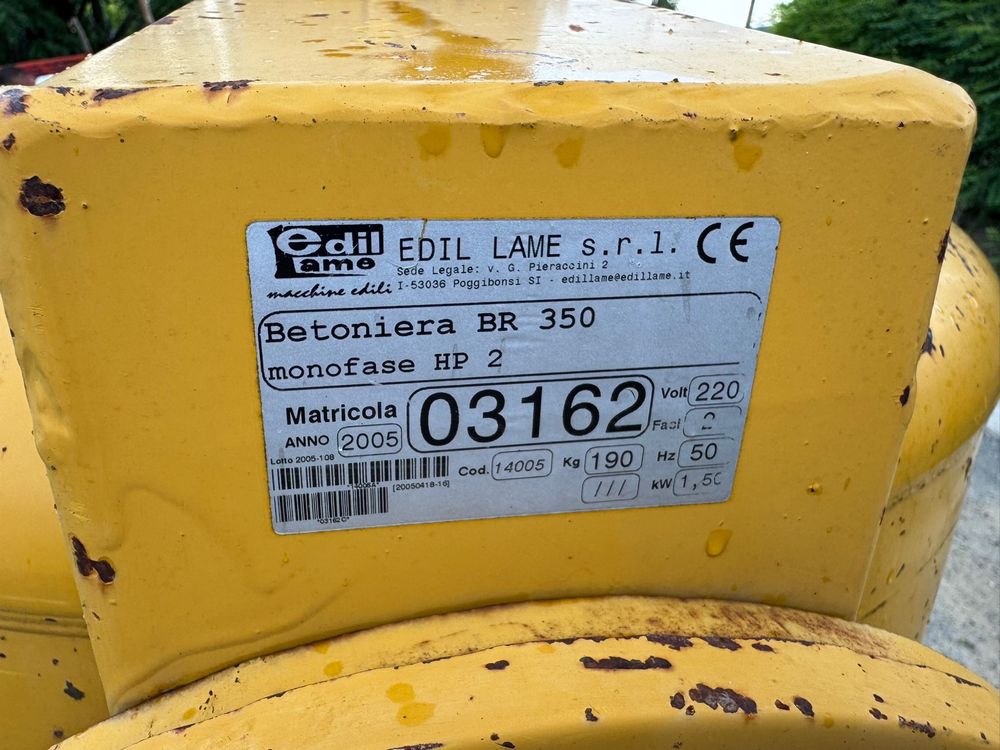 edil lame
macchine edili
EDIL LAME s.r.l. CE
Sede Legale: v. G. Pieraccini 2
I-53036 Poggibonsi SI - edillame@edillame.it
Betoniera BR 350
monofase HP 2
Matricola 03162
ANNO 2005
Volt 220
Fasi 2
Lotto 2005-108
Cod. 14005 Kg 190 Hz 50
/// kW 1,50
[20050418-16]
*03162C*